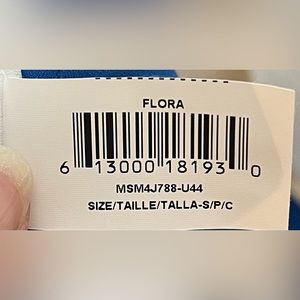 FLORA
6 13000 18193 0
MSM4J788-U44
SIZE/TAILLE/TALLA-S/P/C